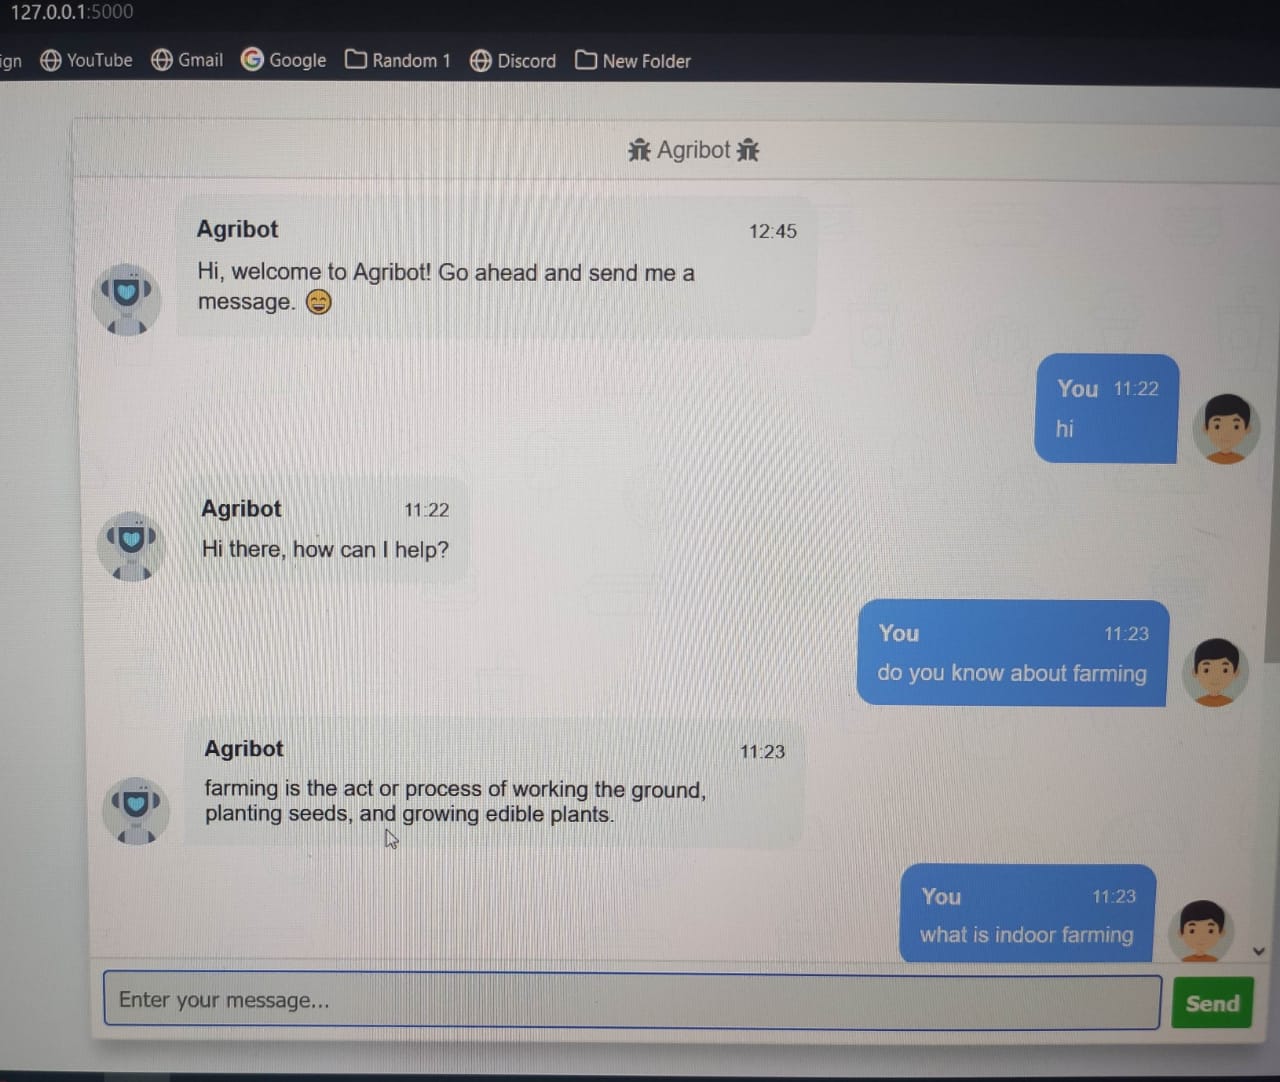 127.0.0.1:5000
ign YouTube Gmail Google Random 1 Discord New Folder
Agribot
Agribot 12:45
Hi, welcome to Agribot! Go ahead and send me a
message. 😄
You 11:22
hi
Agribot 11:22
Hi there, how can I help?
You 11:23
do you know about farming
Agribot 11:23
farming is the act or process of working the ground,
planting seeds, and growing edible plants.
You 11:23
what is indoor farming
Enter your message...
Send